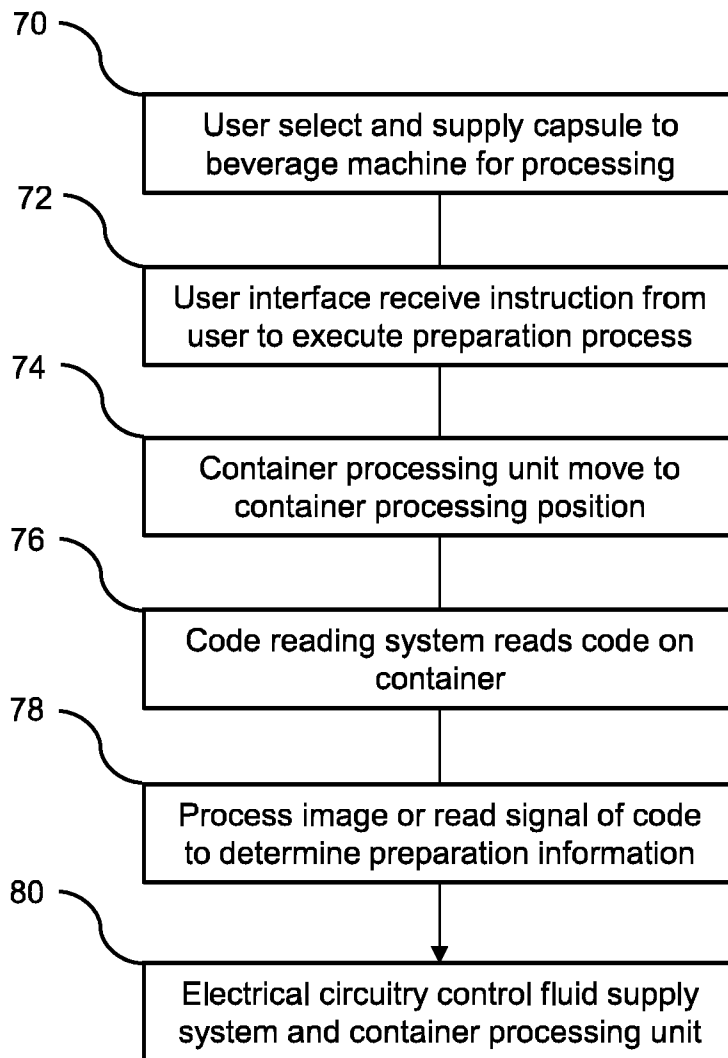 70
User select and supply capsule to
beverage machine for processing
72
User interface receive instruction from
user to execute preparation process
74
Container processing unit move to
container processing position
76
Code reading system reads code on
container
78
Process image or read signal of code
to determine preparation information
80
Electrical circuitry control fluid supply
system and container processing unit